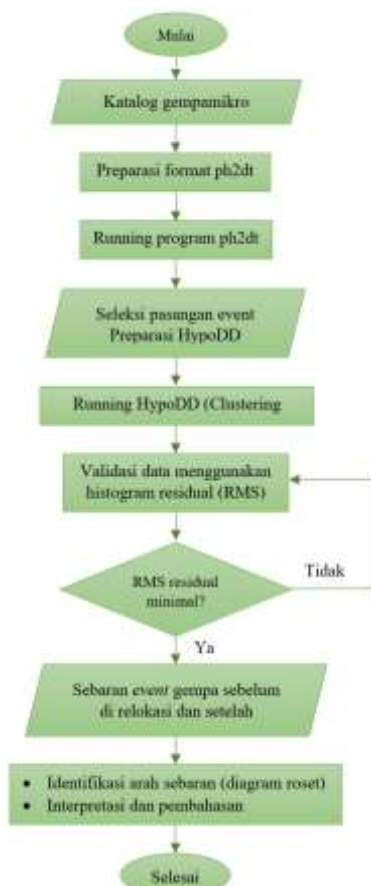 Mulai
Katalog gempamikro
Preparasi format ph2dt
Running program ph2dt
Seleksi pasangan event
Preparasi HypoDD
Running HypoDD (Clustering
Validasi data menggunakan
histogram residual (RMS)
RMS residual
minimal?
Tidak
Ya
Sebaran event gempa sebelum
di relokasi dan setelah
• Identifikasi arah sebaran (diagram roset)
• Interpretasi dan pembahasan
Selesai